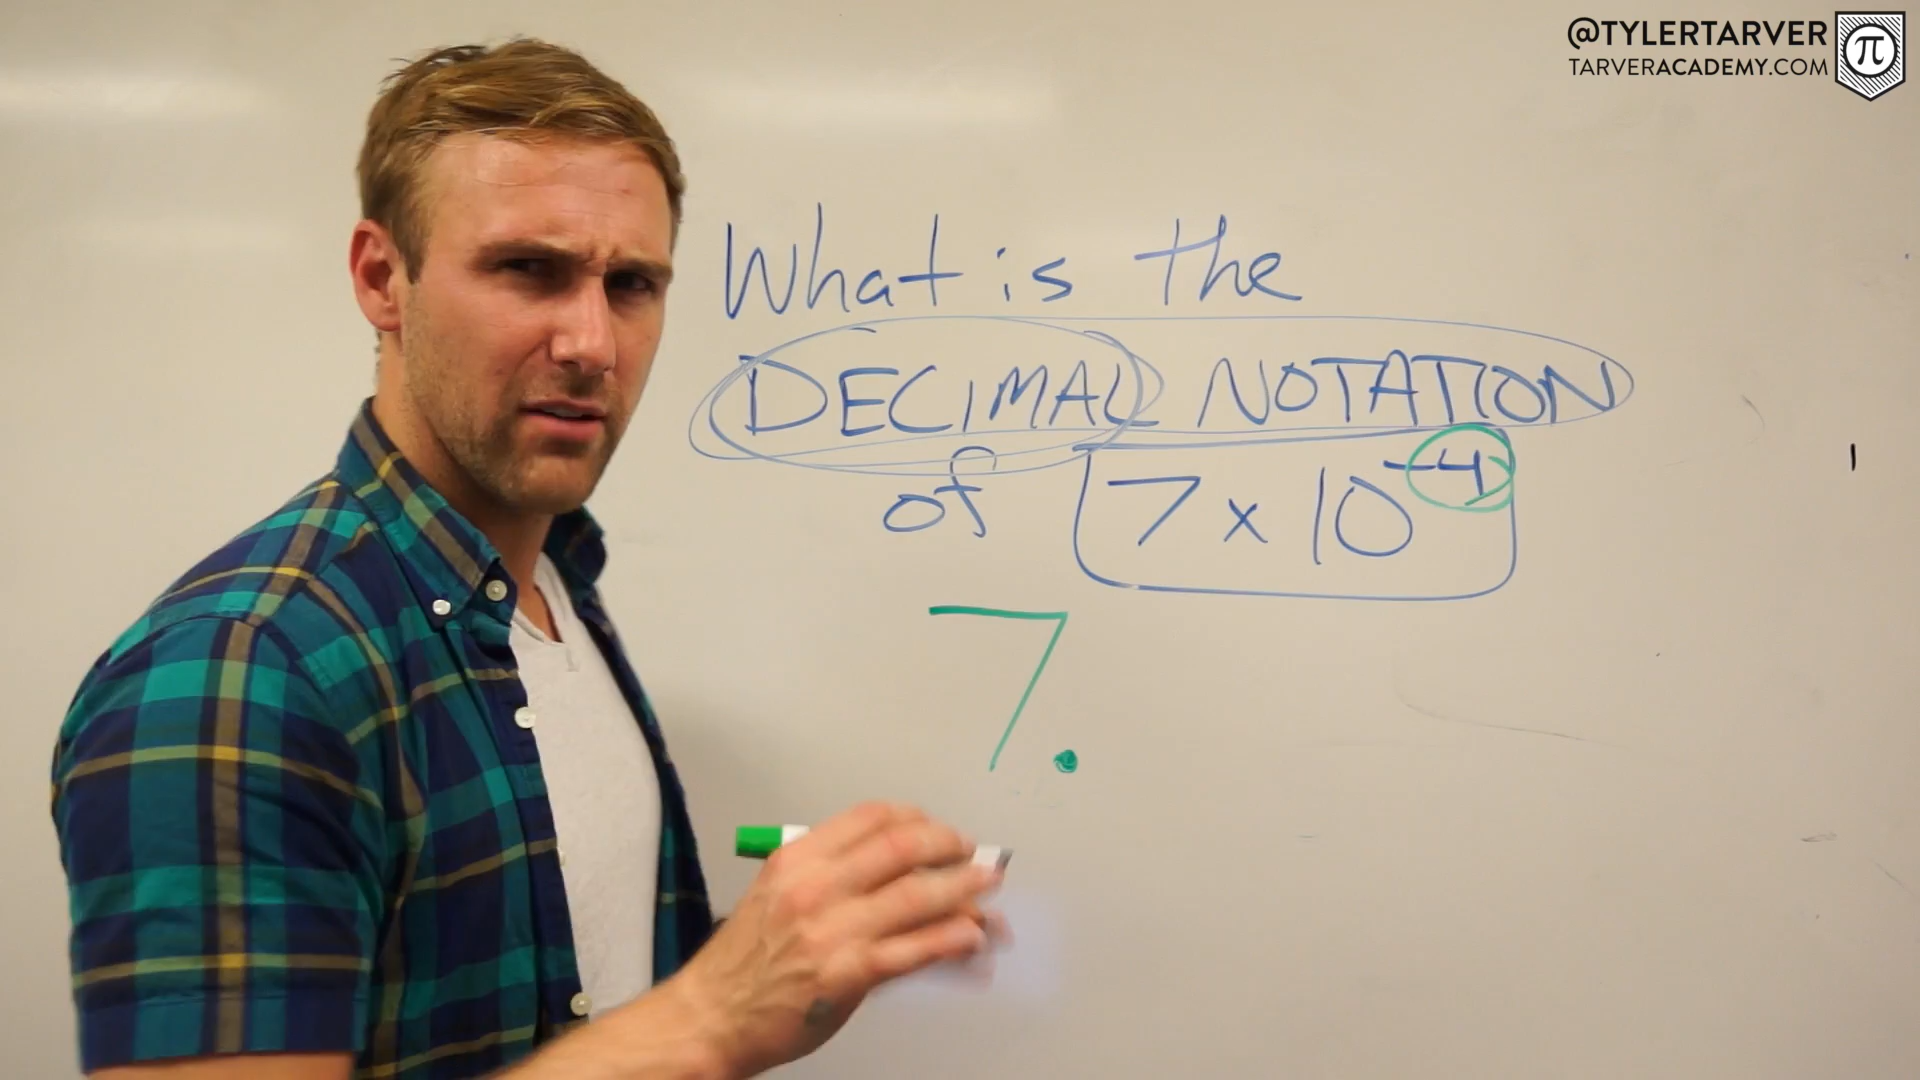 @TYLERTARVER
TARVERACADEMY.COM
π
What is the
DECIMAL NOTATION
of 7 x 10⁻⁴
7.